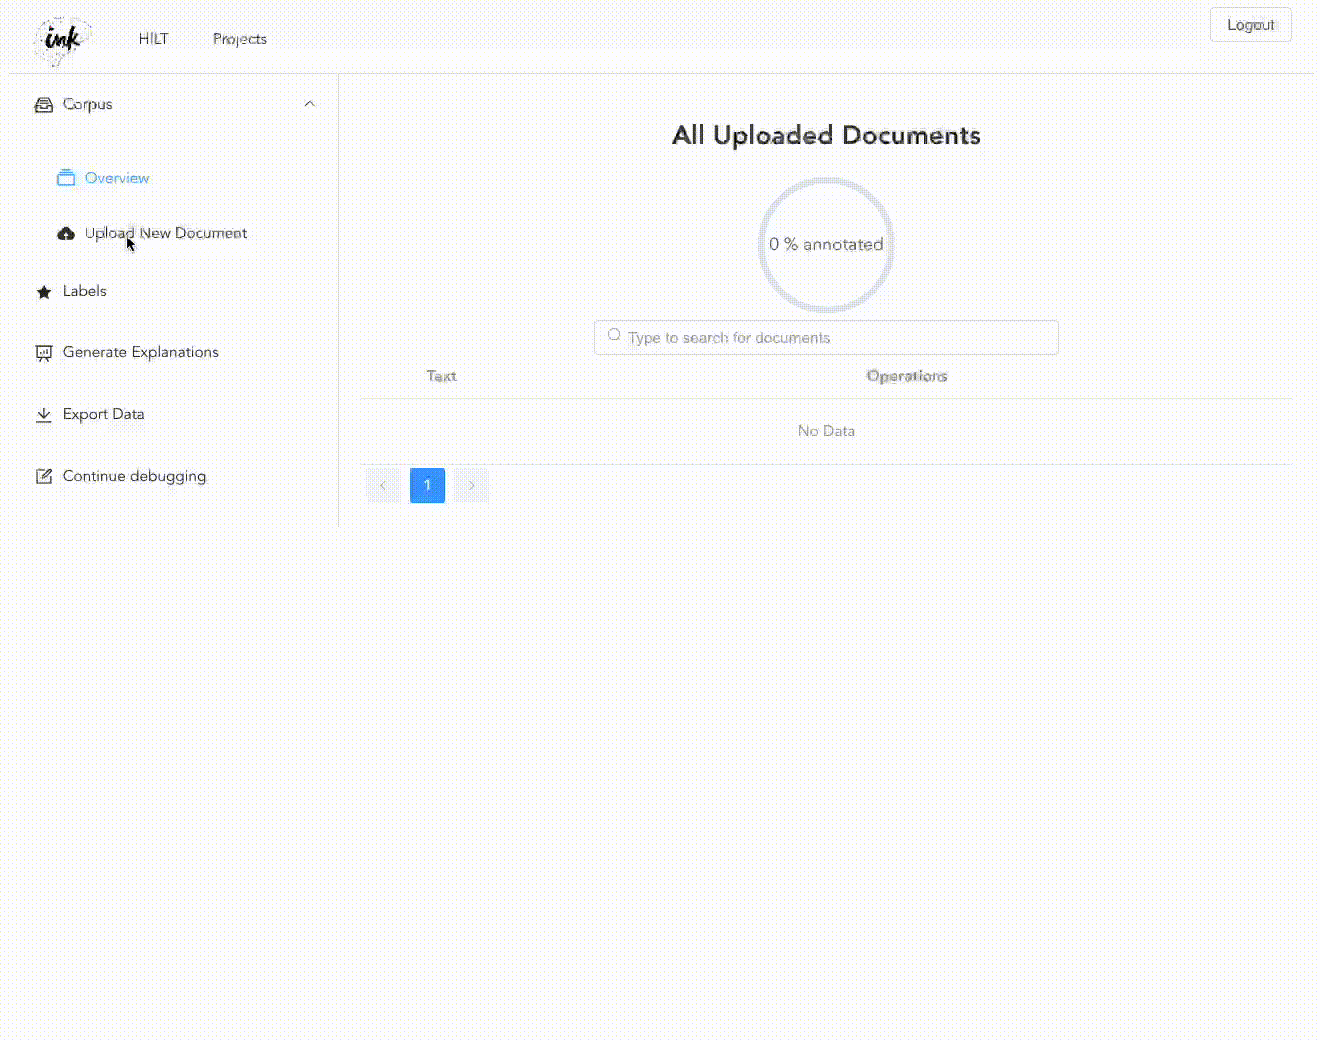 ink HILT Projects Logout
Corpus
Overview
Upload New Document
Labels
Generate Explanations
Export Data
Continue debugging
All Uploaded Documents
0 % annotated
Type to search for documents
Text Operations
No Data
1